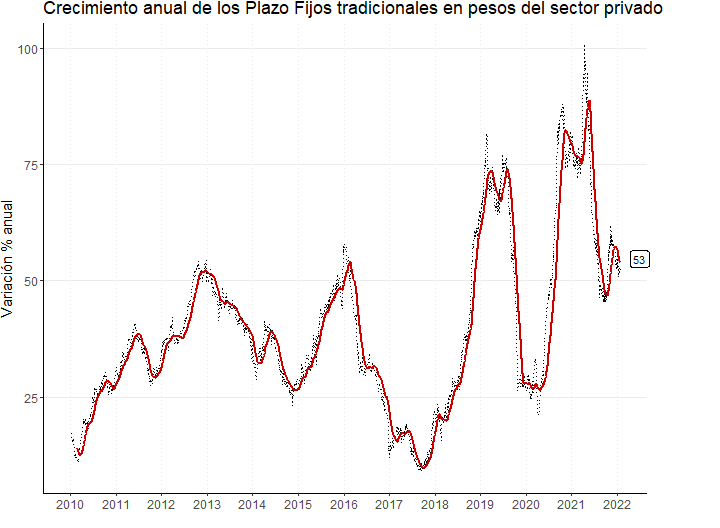 Crecimiento anual de los Plazo Fijos tradicionales en pesos del sector privado
Variación % anual
100
75
50
25
53
2010 2011 2012 2013 2014 2015 2016 2017 2018 2019 2020 2021 2022